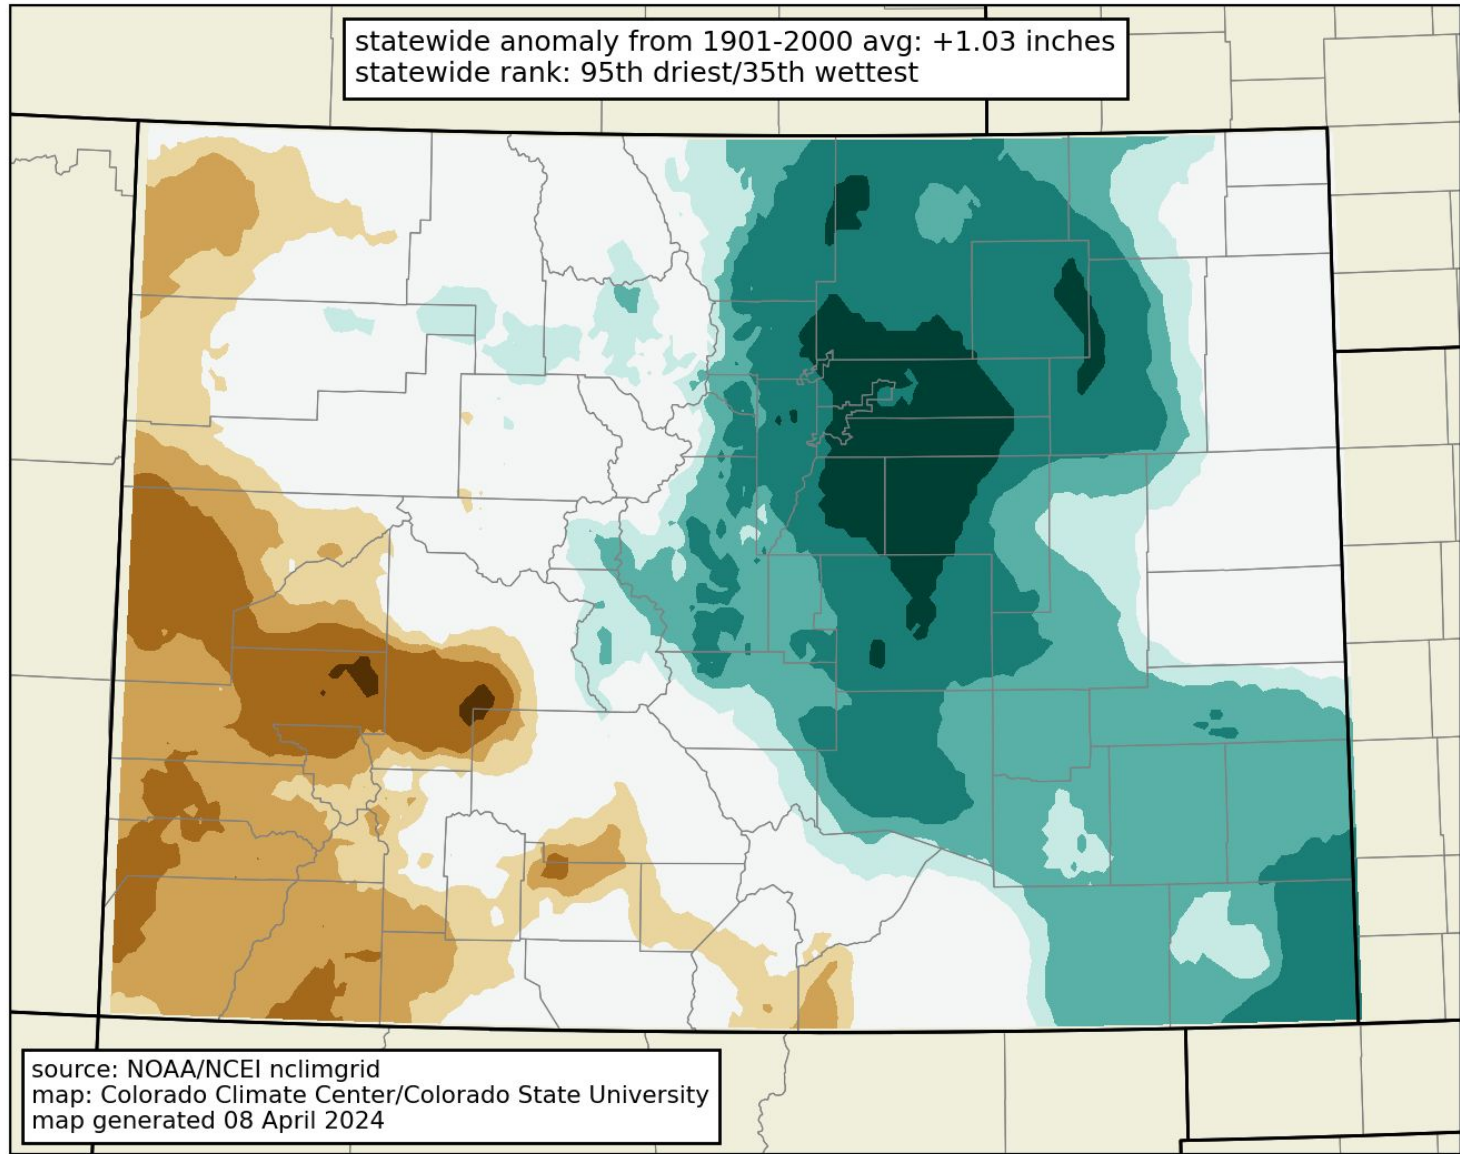 statewide anomaly from 1901-2000 avg: +1.03 inches
statewide rank: 95th driest/35th wettest
source: NOAA/NCEI nclimgrid
map: Colorado Climate Center/Colorado State University
map generated 08 April 2024